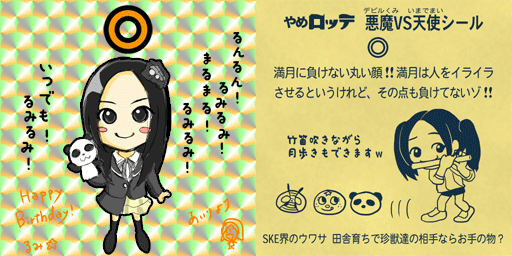 るんるん！
るみるみ！
まるまる！
るみるみ！
いつでも！
るみるみ！
Happy
Birthday!
るみ☆
おりょう
やめロッテ 悪魔VS天使シール
デビルくみ いまでまい
満月に負けない丸い顔!!満月は人をイライラ
させるというけれど、その点も負けてないゾ!!
竹笛吹きながら
月歩きもできますｗ
SKE界のウワサ 田舎育ちで珍獣達の相手ならお手の物？